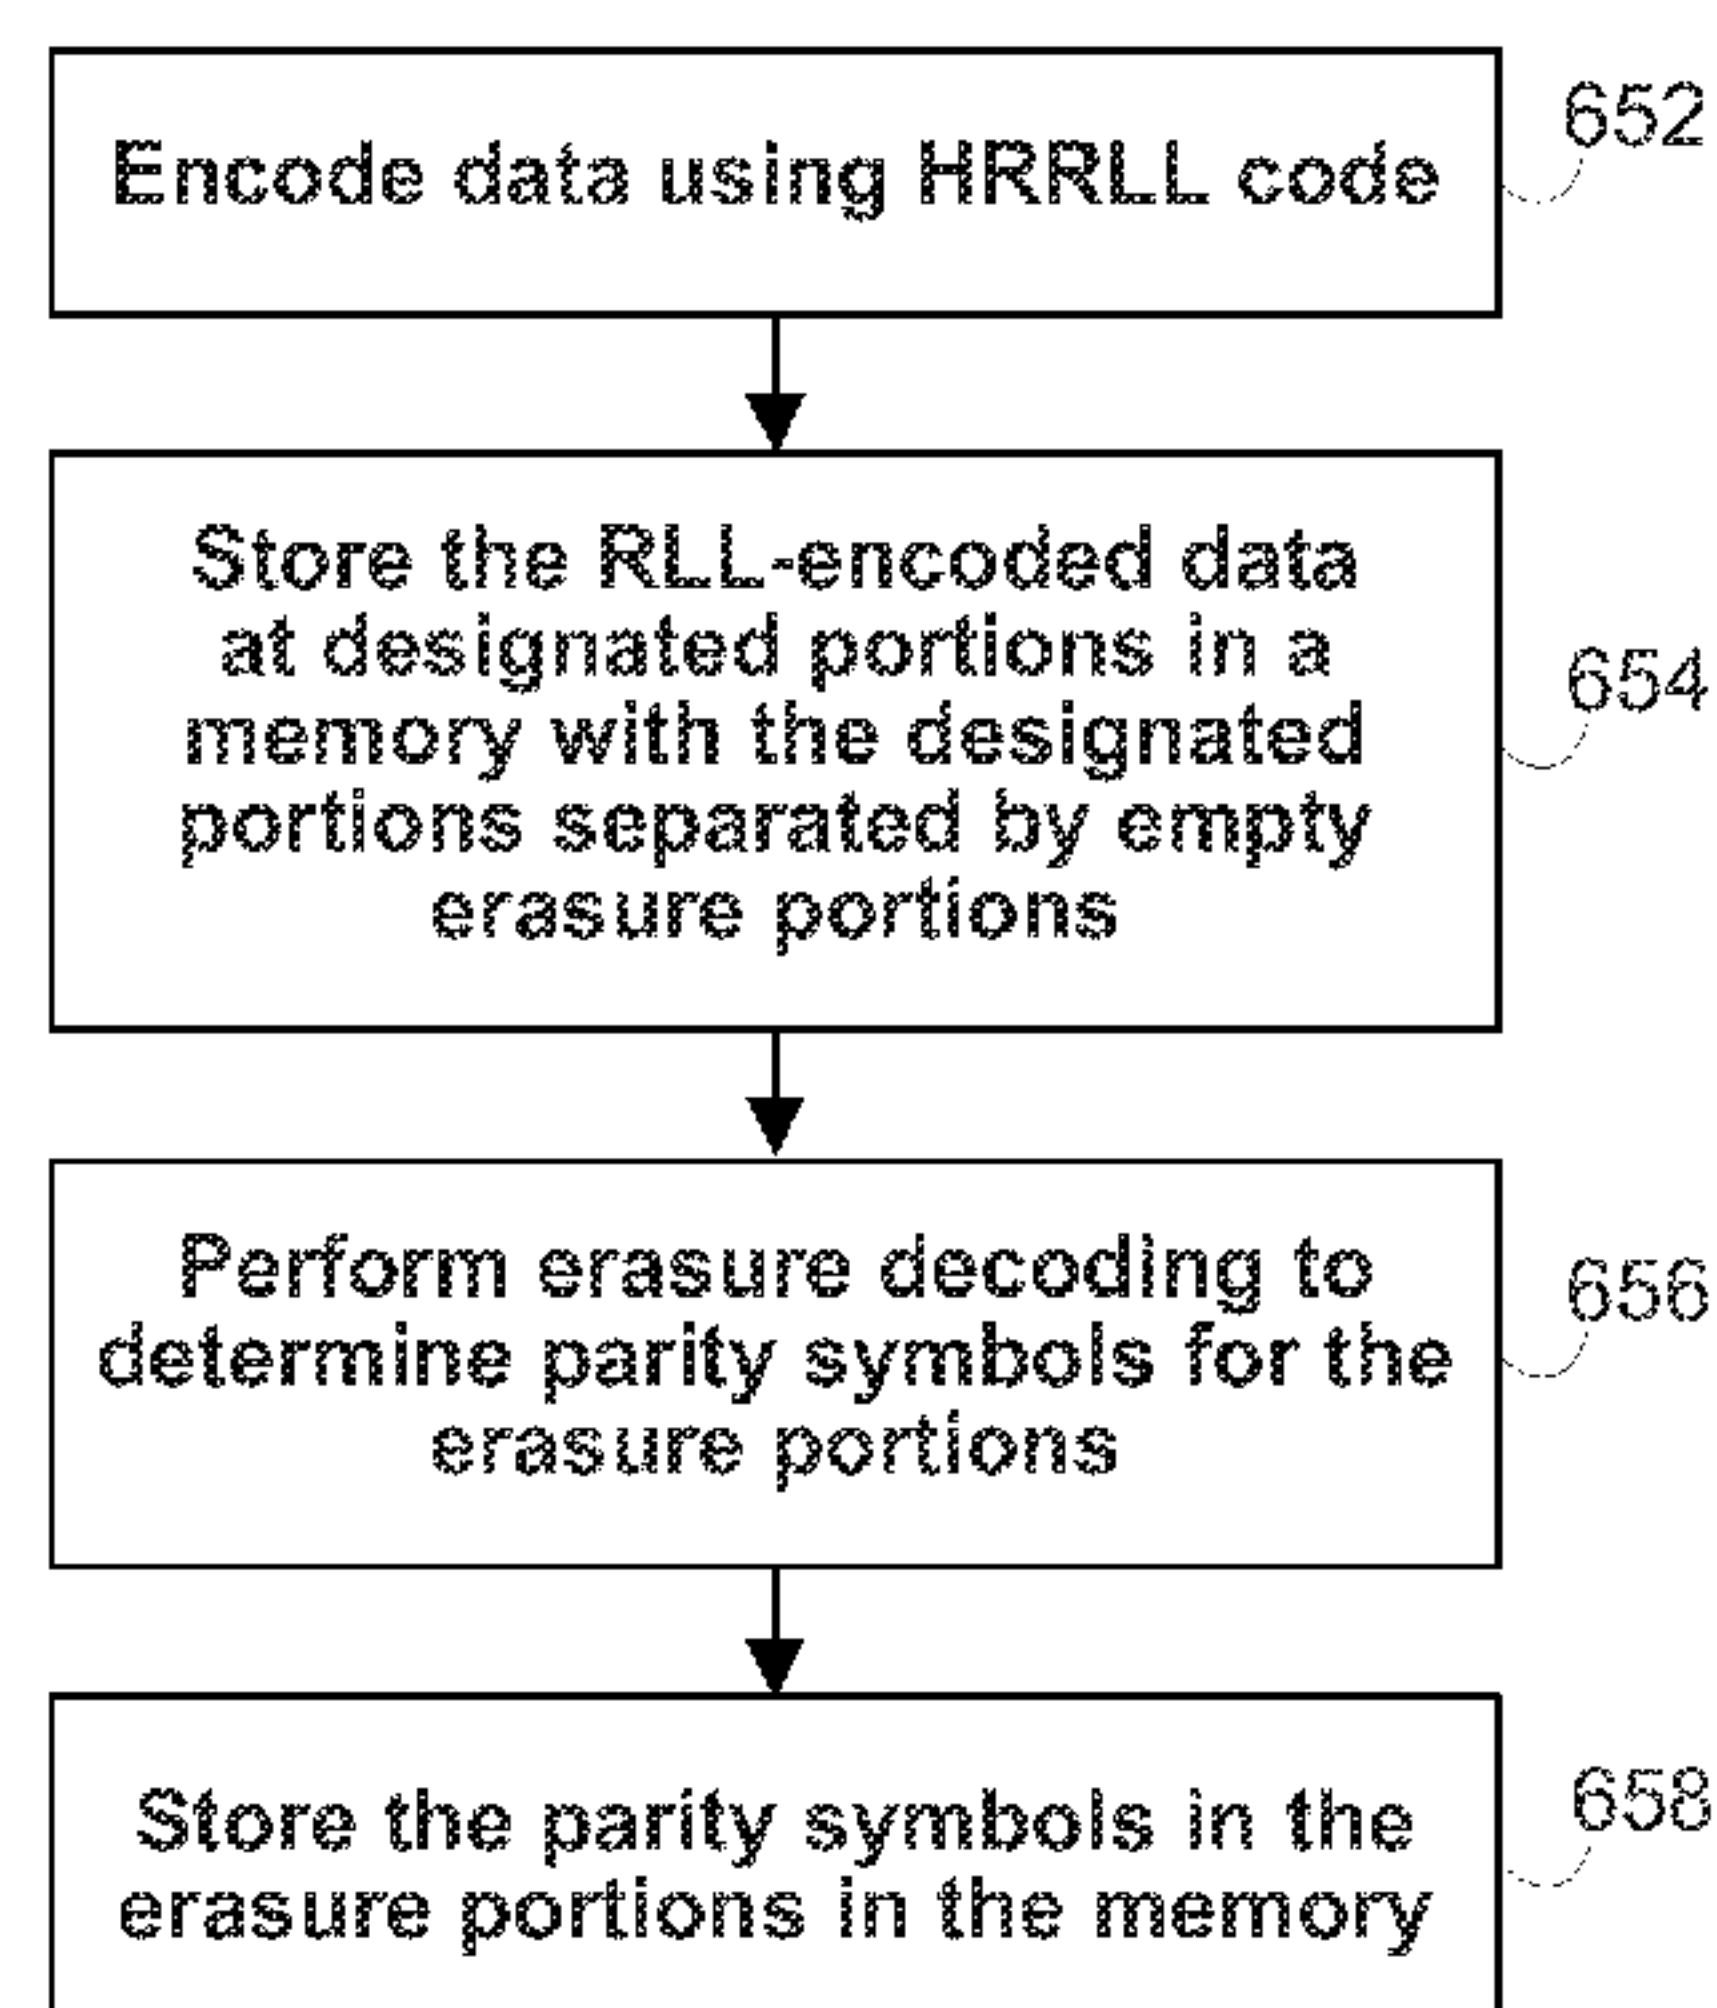 Encode data using HRRLL code
652
Store the RLL-encoded data
at designated portions in a
memory with the designated
portions separated by empty
erasure portions
654
Perform erasure decoding to
determine parity symbols for the
erasure portions
656
Store the parity symbols in the
erasure portions in the memory
658